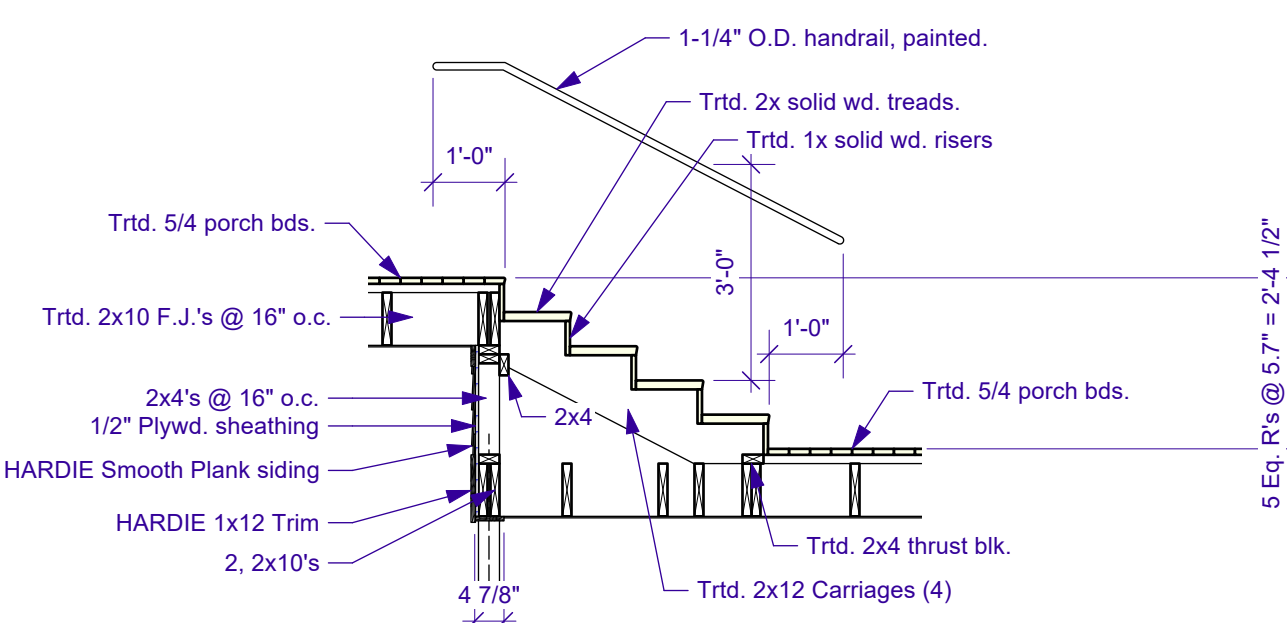 1-1/4" O.D. handrail, painted.
Trtd. 2x solid wd. treads.
Trtd. 1x solid wd. risers
1'-0"
Trtd. 5/4 porch bds.
3'-0"
5 Eq. R's @ 5.7" = 2'-4 1/2"
Trtd. 2x10 F.J.'s @ 16" o.c.
1'-0"
2x4's @ 16" o.c.
Trtd. 5/4 porch bds.
2x4
1/2" Plywd. sheathing
HARDIE Smooth Plank siding
HARDIE 1x12 Trim
Trtd. 2x4 thrust blk.
2, 2x10's
4 7/8"
Trtd. 2x12 Carriages (4)